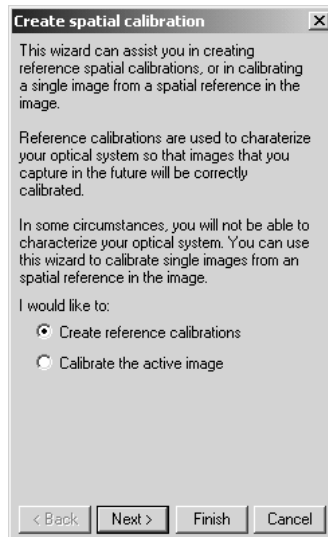 Create spatial calibration
This wizard can assist you in creating
reference spatial calibrations, or in calibrating
a single image from a spatial reference in the
image.
Reference calibrations are used to charaterize
your optical system so that images that you
capture in the future will be correctly
calibrated.
In some circumstances, you will not be able to
characterize your optical system. You can use
this wizard to calibrate single images from an
spatial reference in the image.
I would like to:
Create reference calibrations
Calibrate the active image
< Back Next > Finish Cancel